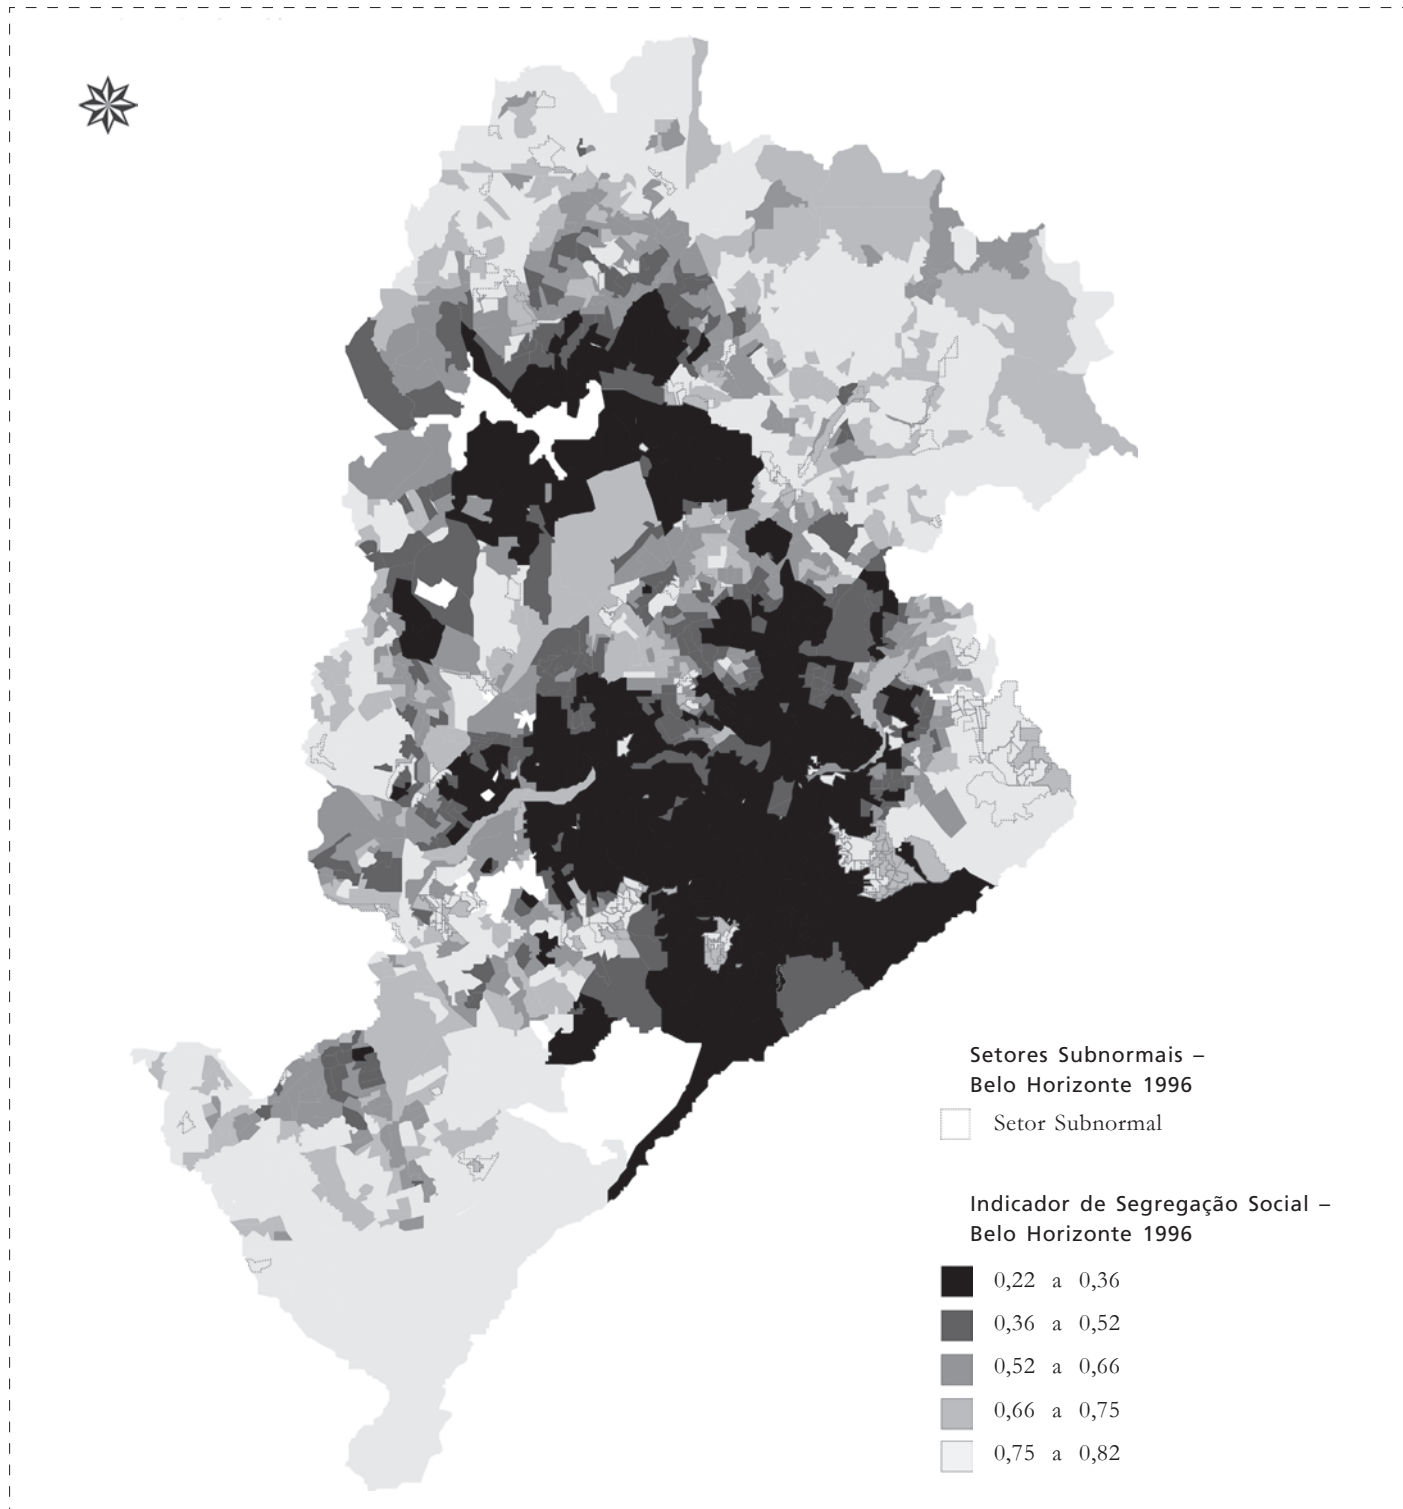 Setores Subnormais –
Belo Horizonte 1996
Setor Subnormal
Indicador de Segregação Social –
Belo Horizonte 1996
0,22 a 0,36
0,36 a 0,52
0,52 a 0,66
0,66 a 0,75
0,75 a 0,82